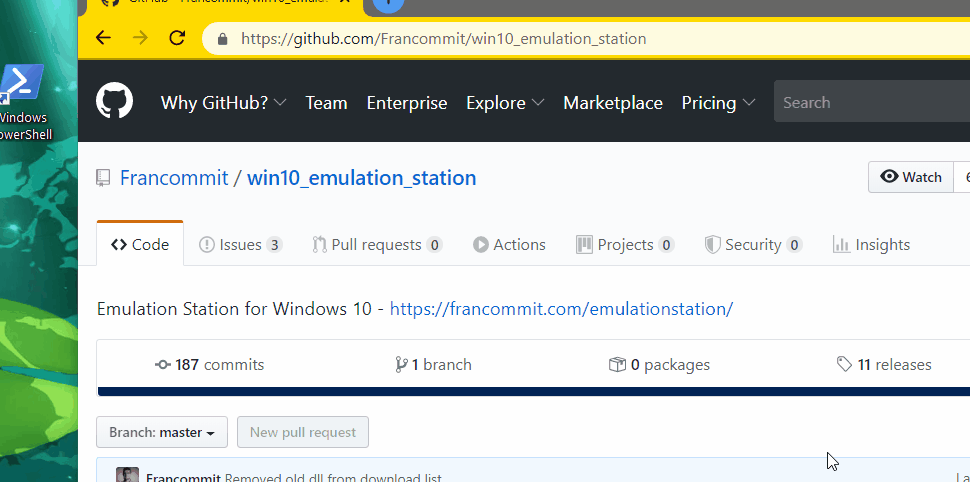 GitHub - Francommit/win10_emula
https://github.com/Francommit/win10_emulation_station
Windows
PowerShell
Why GitHub? Team Enterprise Explore Marketplace Pricing Search
Francommit / win10_emulation_station
Watch 6
<> Code Issues 3 Pull requests 0 Actions Projects 0 Security 0 Insights
Emulation Station for Windows 10 - https://francommit.com/emulationstation/
187 commits 1 branch 0 packages 11 releases
Branch: master New pull request
Francommit Removed old dll from download list La